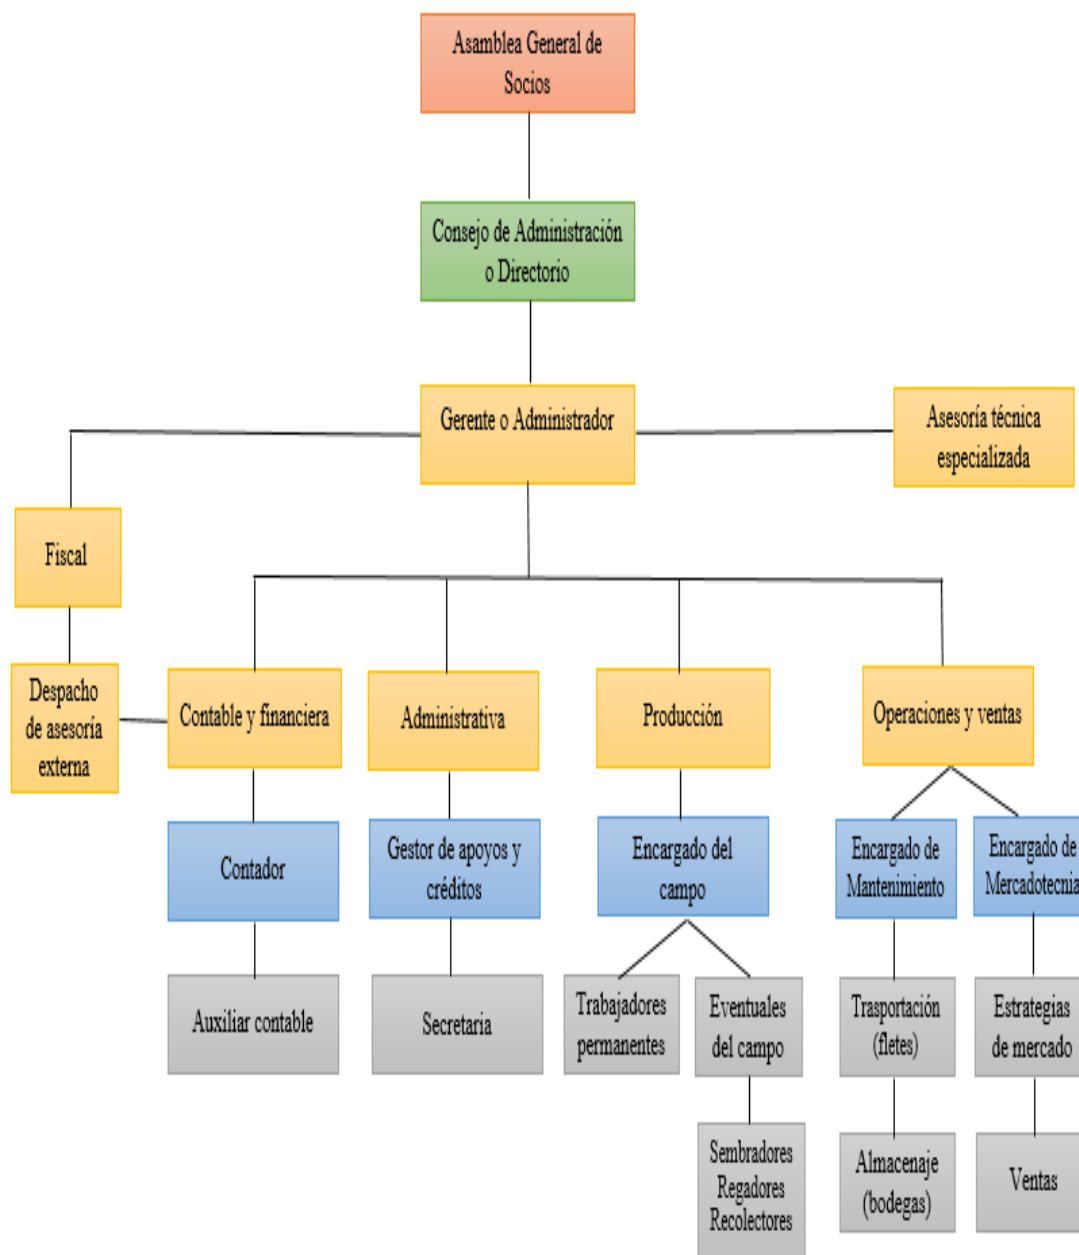 Asamblea General de
Socios
Consejo de Administración
o Directorio
Gerente o Administrador
Asesoría técnica
especializada
Fiscal
Despacho
de asesoría
externa
Contable y financiera
Administrativa
Producción
Operaciones y ventas
Contador
Gestor de apoyos y
créditos
Encargado del
campo
Encargado de
Mantenimiento
Encargado de
Mercadotecnia
Auxiliar contable
Secretaria
Trabajadores
permanentes
Eventuales
del campo
Trasportación
(fletes)
Estrategias
de mercado
Sembradores
Regadores
Recolectores
Almacenaje
(bodegas)
Ventas